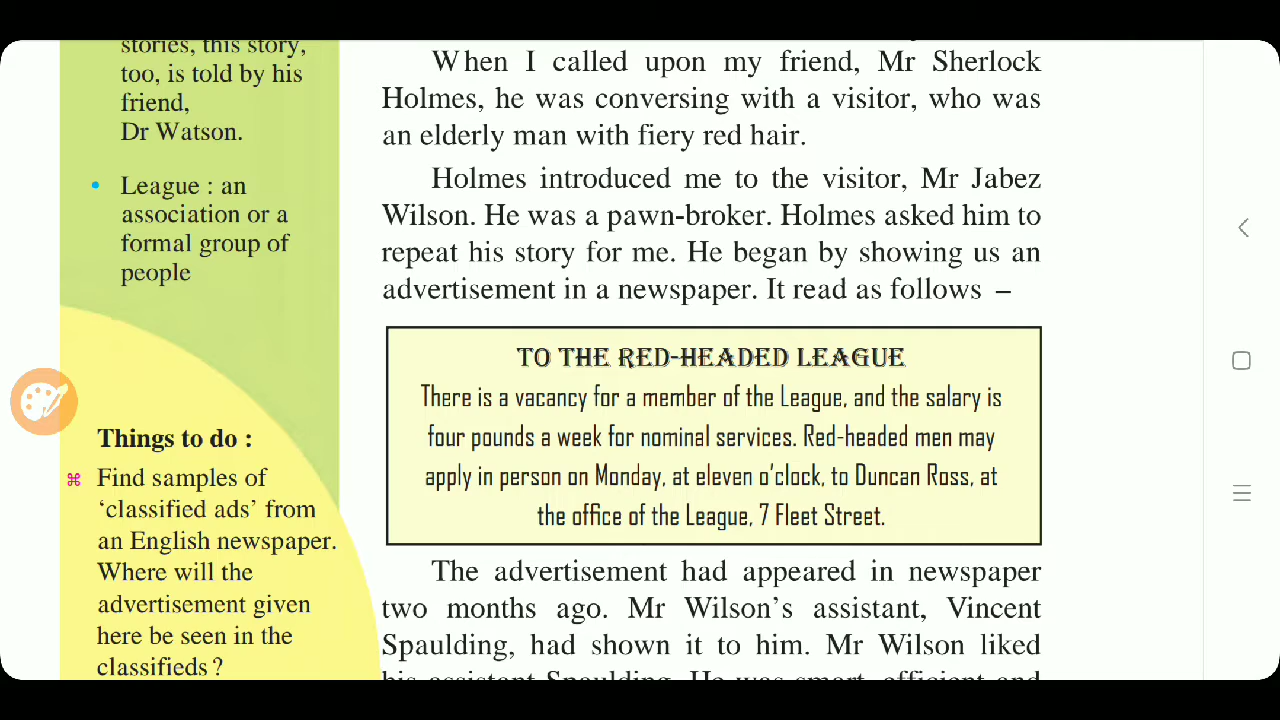 stories, this story,
too, is told by his
friend,
Dr Watson.
• League : an
association or a
formal group of
people
Things to do :
⌘ Find samples of
‘classified ads’ from
an English newspaper.
Where will the
advertisement given
here be seen in the
classifieds ?
When I called upon my friend, Mr Sherlock
Holmes, he was conversing with a visitor, who was
an elderly man with fiery red hair.
Holmes introduced me to the visitor, Mr Jabez
Wilson. He was a pawn-broker. Holmes asked him to
repeat his story for me. He began by showing us an
advertisement in a newspaper. It read as follows –
TO THE RED-HEADED LEAGUE
There is a vacancy for a member of the League, and the salary is
four pounds a week for nominal services. Red-headed men may
apply in person on Monday, at eleven o’clock, to Duncan Ross, at
the office of the League, 7 Fleet Street.
The advertisement had appeared in newspaper
two months ago. Mr Wilson’s assistant, Vincent
Spaulding, had shown it to him. Mr Wilson liked
his assistant Spaulding. He was smart, efficient and